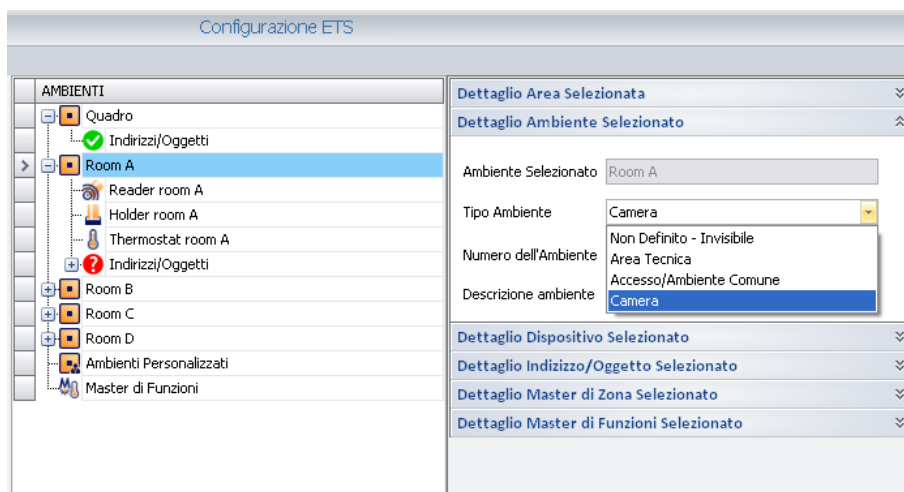 Configurazione ETS
AMBIENTI
Quadro
Indirizzi/Oggetti
Room A
Reader room A
Holder room A
Thermostat room A
Indirizzi/Oggetti
Room B
Room C
Room D
Ambienti Personalizzati
Master di Funzioni
Dettaglio Area Selezionata
Dettaglio Ambiente Selezionato
Ambiente Selezionato Room A
Tipo Ambiente Camera
Non Definito - Invisibile
Numero dell'Ambiente Area Tecnica
Accesso/Ambiente Comune
Descrizione ambiente Camera
Dettaglio Dispositivo Selezionato
Dettaglio Indizizzo/Oggetto Selezionato
Dettaglio Master di Zona Selezionato
Dettaglio Master di Funzioni Selezionato